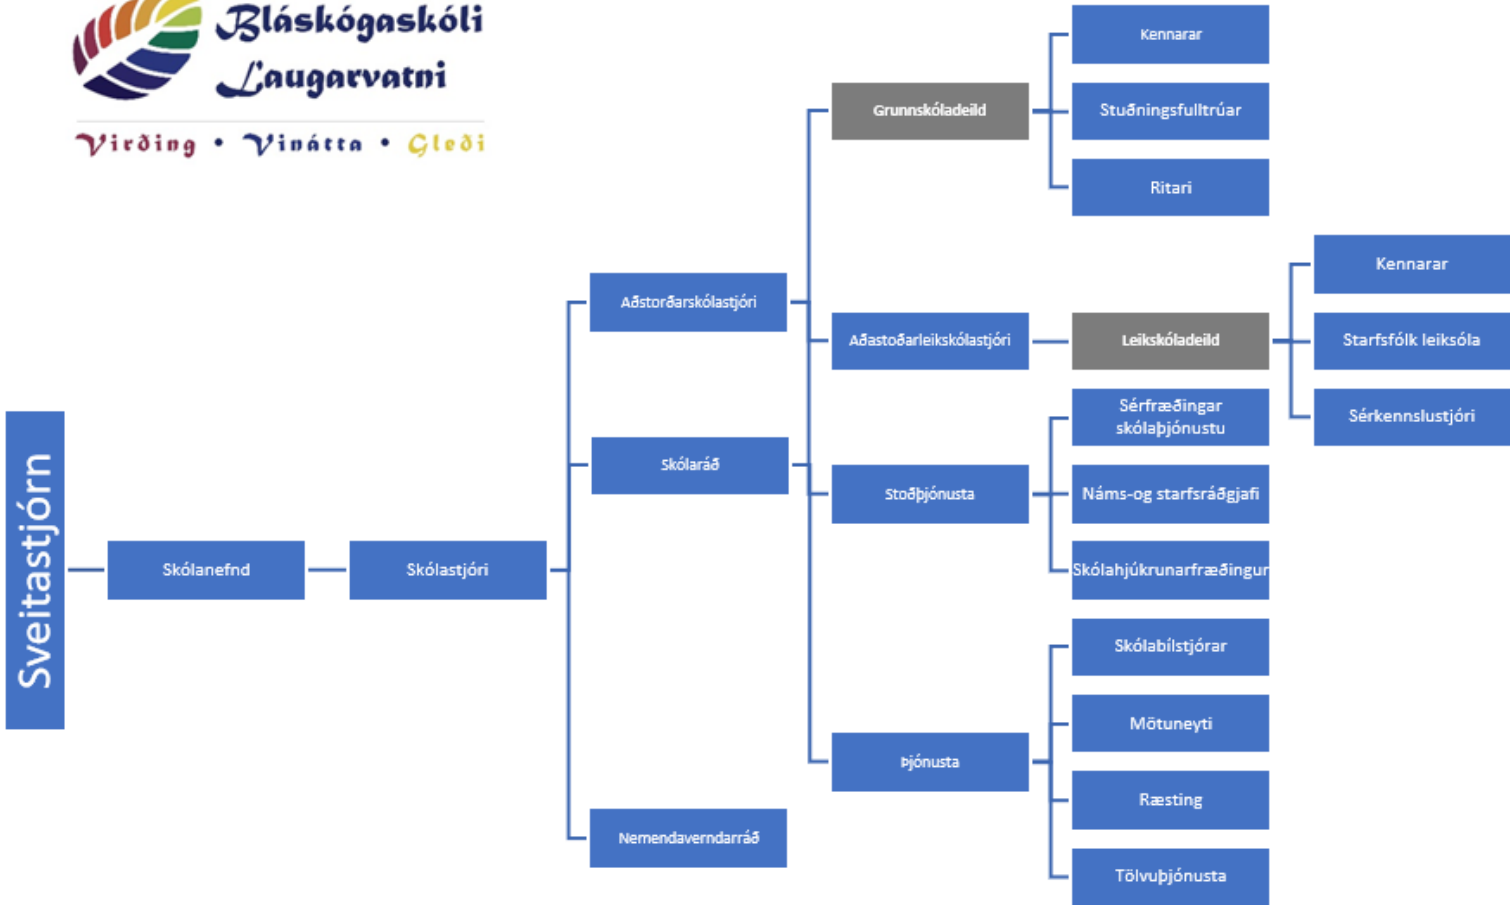 Bláskógaskóli
Laugarvatni
Virðing • Vinátta • Gleði
Sveitastjórn
Skólanefnd
Skólastjóri
Aðstorðarskólastjóri
Skólaráð
Nemendaverndarráð
Grunnskóladeild
Aðastoðarleikskólastjóri
Stoðþjónusta
Þjónusta
Kennarar
Stuðningsfulltrúar
Ritari
Leikskóladeild
Sérfræðingar
skólaþjónustu
Náms-og starfsráðgjafi
Skólahjúkrunarfræðingur
Skólabílstjórar
Mötuneyti
Ræsting
Tölvuþjónusta
Kennarar
Starfsfólk leiksóla
Sérkennslustjóri